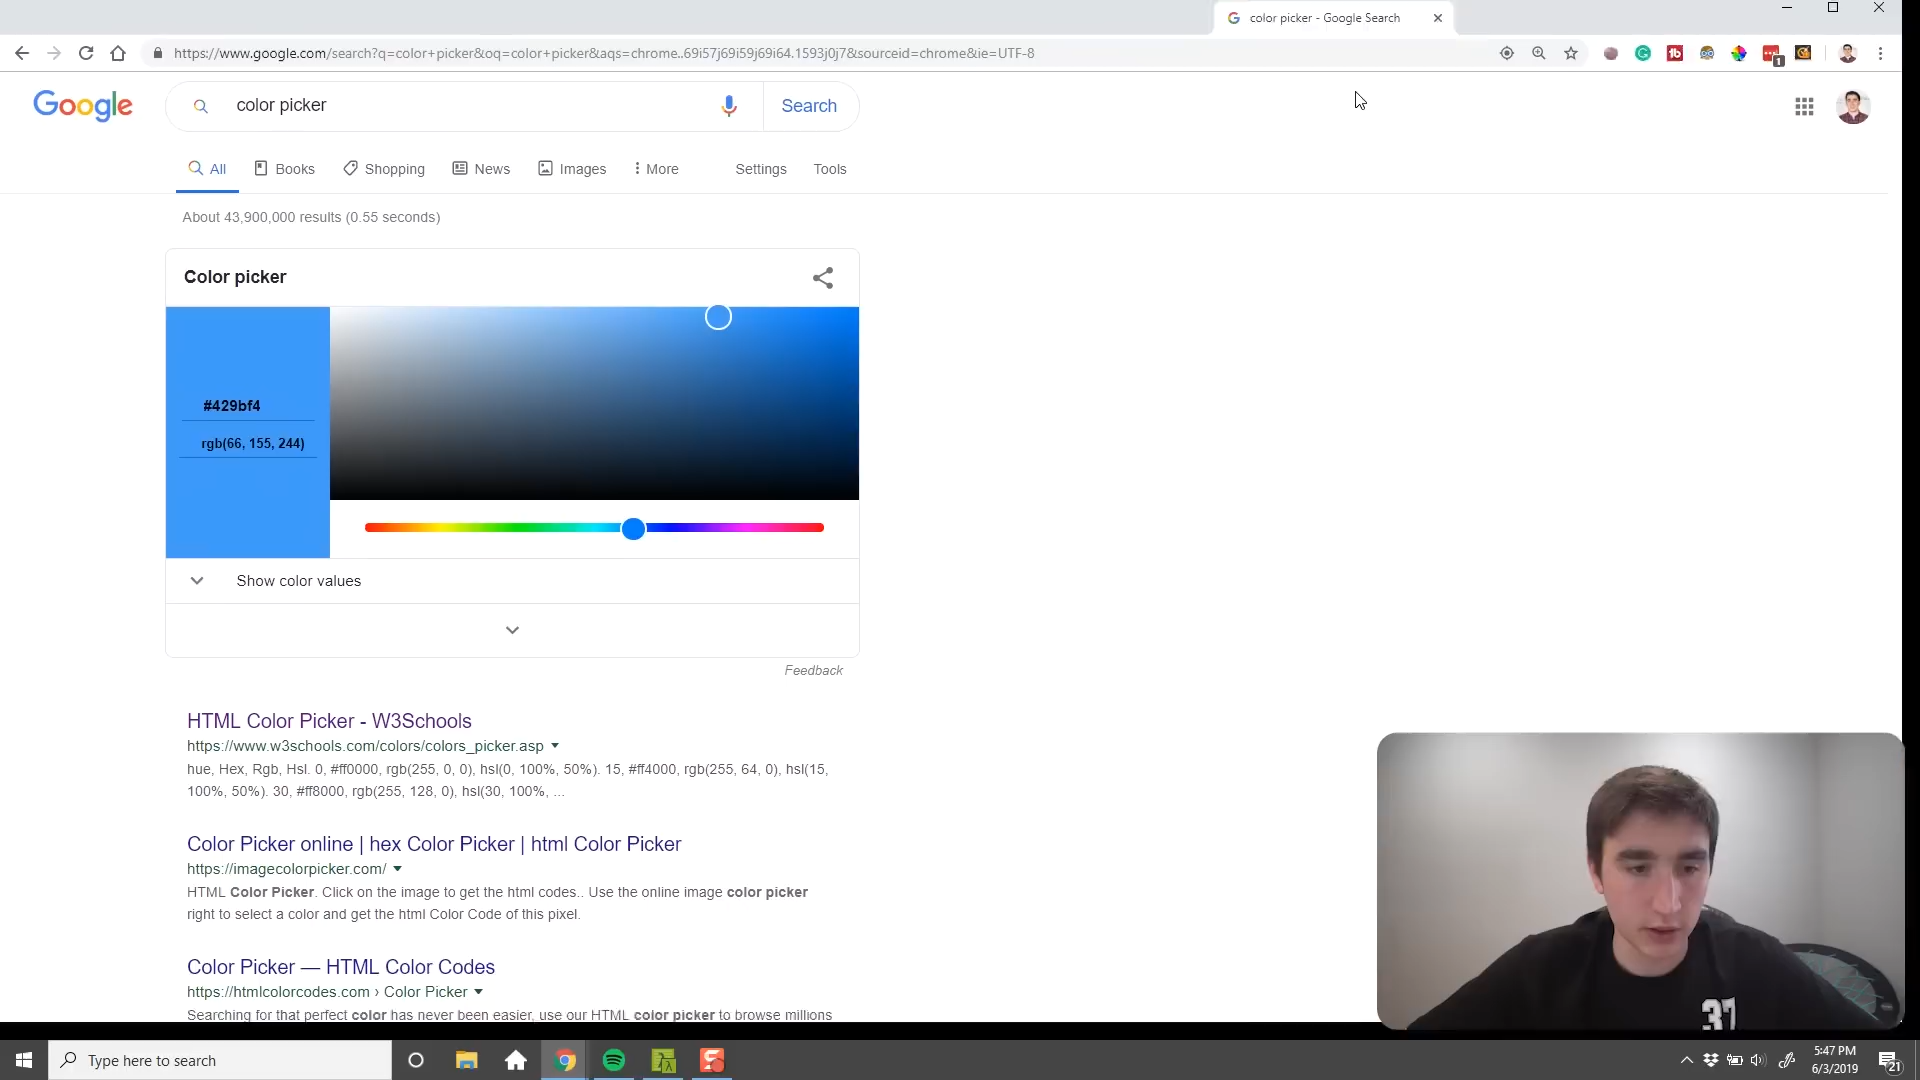 color picker - Google Search
https://www.google.com/search?q=color+picker&oq=color+picker&aqs=chrome..69i57j69i59j69i64.1593j0j7&sourceid=chrome&ie=UTF-8
1
Google
color picker
Search
All
Books
Shopping
News
Images
More
Settings
Tools
About 43,900,000 results (0.55 seconds)
Color picker
#429bf4
rgb(66, 155, 244)
Show color values
Feedback
HTML Color Picker - W3Schools
https://www.w3schools.com/colors/colors_picker.asp
hue, Hex, Rgb, Hsl. 0, #ff0000, rgb(255, 0, 0), hsl(0, 100%, 50%). 15, #ff4000, rgb(255, 64, 0), hsl(15,
100%, 50%). 30, #ff8000, rgb(255, 128, 0), hsl(30, 100%, ...
Color Picker online | hex Color Picker | html Color Picker
https://imagecolorpicker.com/
HTML Color Picker. Click on the image to get the html codes.. Use the online image color picker
right to select a color and get the html Color Code of this pixel.
Color Picker — HTML Color Codes
https://htmlcolorcodes.com › Color Picker
Searching for that perfect color has never been easier, use our HTML color picker to browse millions
37
Type here to search
5:47 PM
6/3/2019
21